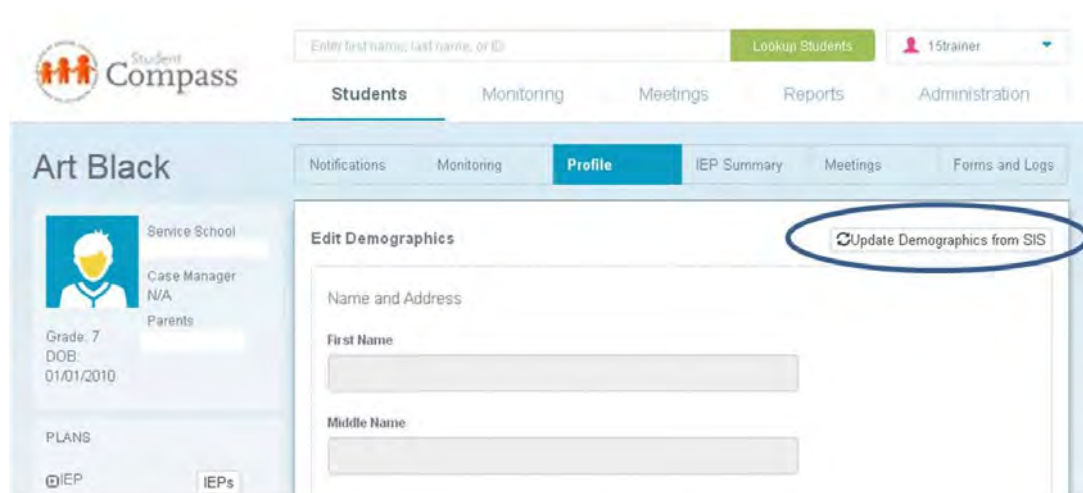 Student
Compass
Enter first name, last name, or ID
Lookup Students
15trainer
Students
Monitoring
Meetings
Reports
Administration
Art Black
Notifications
Monitoring
Profile
IEP Summary
Meetings
Forms and Logs
Service School
Case Manager
N/A
Parents
Grade: 7
DOB:
01/01/2010
PLANS
IEP
IEPs
Edit Demographics
Update Demographics from SIS
Name and Address
First Name
Middle Name